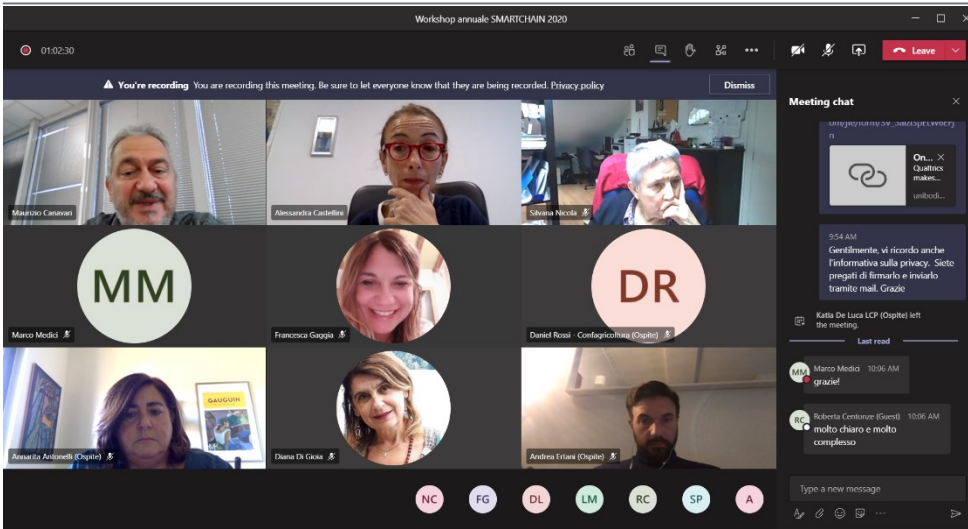 Workshop annuale SMARTCHAIN 2020
01:02:30
Leave
You're recording You are recording this meeting. Be sure to let everyone know that they are being recorded. Privacy policy
Dismiss
Maurizio Canavari
Alessandra Castellini
Silvana Nicola
MM
Marco Medici
Francesca Gaggia
DR
Daniel Rossi - Confagricoltura (Ospite)
GAUGUIN
Annarita Antonelli (Ospite)
Diana Di Gioia
Andrea Ertani (Ospite)
NC
FG
DL
LM
RC
SP
A
Meeting chat
n
On...
Qualtrics
makes...
unibodi...
9:54 AM
Gentilmente, vi ricordo anche
l'informativa sulla privacy. Siete
pregati di firmarlo e inviarlo
tramite mail. Grazie
Katia De Luca LCP (Ospite) left
the meeting.
Last read
MM
Marco Medici 10:06 AM
grazie!
RC
Roberta Centonze (Guest) 10:06 AM
molto chiaro e molto
complesso
Type a new message